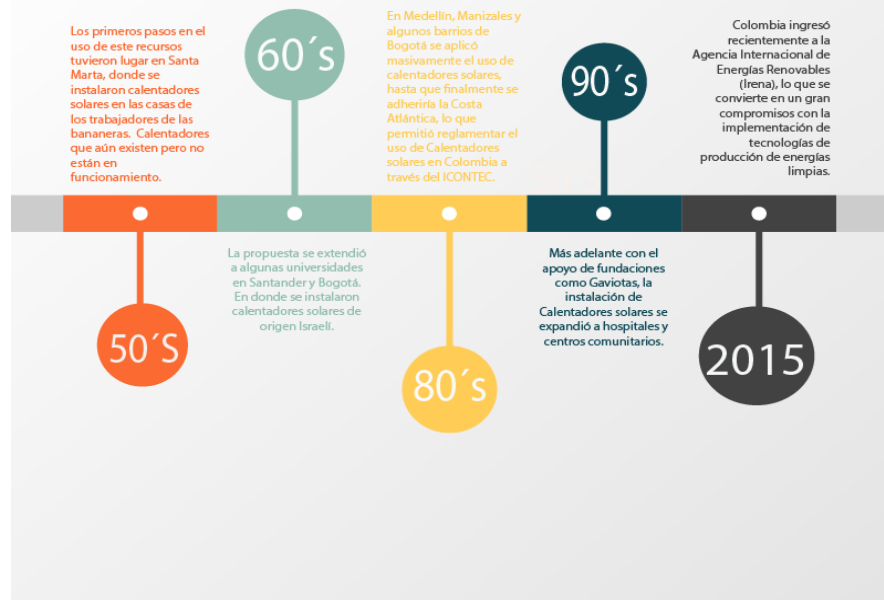 Los primeros pasos en el
uso de este recursos
tuvieron lugar en Santa
Marta, donde se
instalaron calentadores
solares en las casas de
los trabajadores de las
bananeras. Calentadores
que aún existen pero no
están en
funcionamiento.
50´S
60´s
La propuesta se extendió
a algunas universidades
en Santander y Bogotá.
En donde se instalaron
calentadores solares de
origen Israelí.
En Medellín, Manizales y
algunos barrios de
Bogotá se aplicó
masivamente el uso de
calentadores solares,
hasta que finalmente se
adheriría la Costa
Atlántica, lo que
permitió reglamentar el
uso de Calentadores
solares en Colombia a
través del ICONTEC.
80´s
90´s
Más adelante con el
apoyo de fundaciones
como Gaviotas, la
instalación de
Calentadores solares se
expandió a hospitales y
centros comunitarios.
Colombia ingresó
recientemente a la
Agencia Internacional de
Energías Renovables
(Irena), lo que se
convierte en un gran
compromisos con la
implementación de
tecnologías de
producción de energías
limpias.
2015